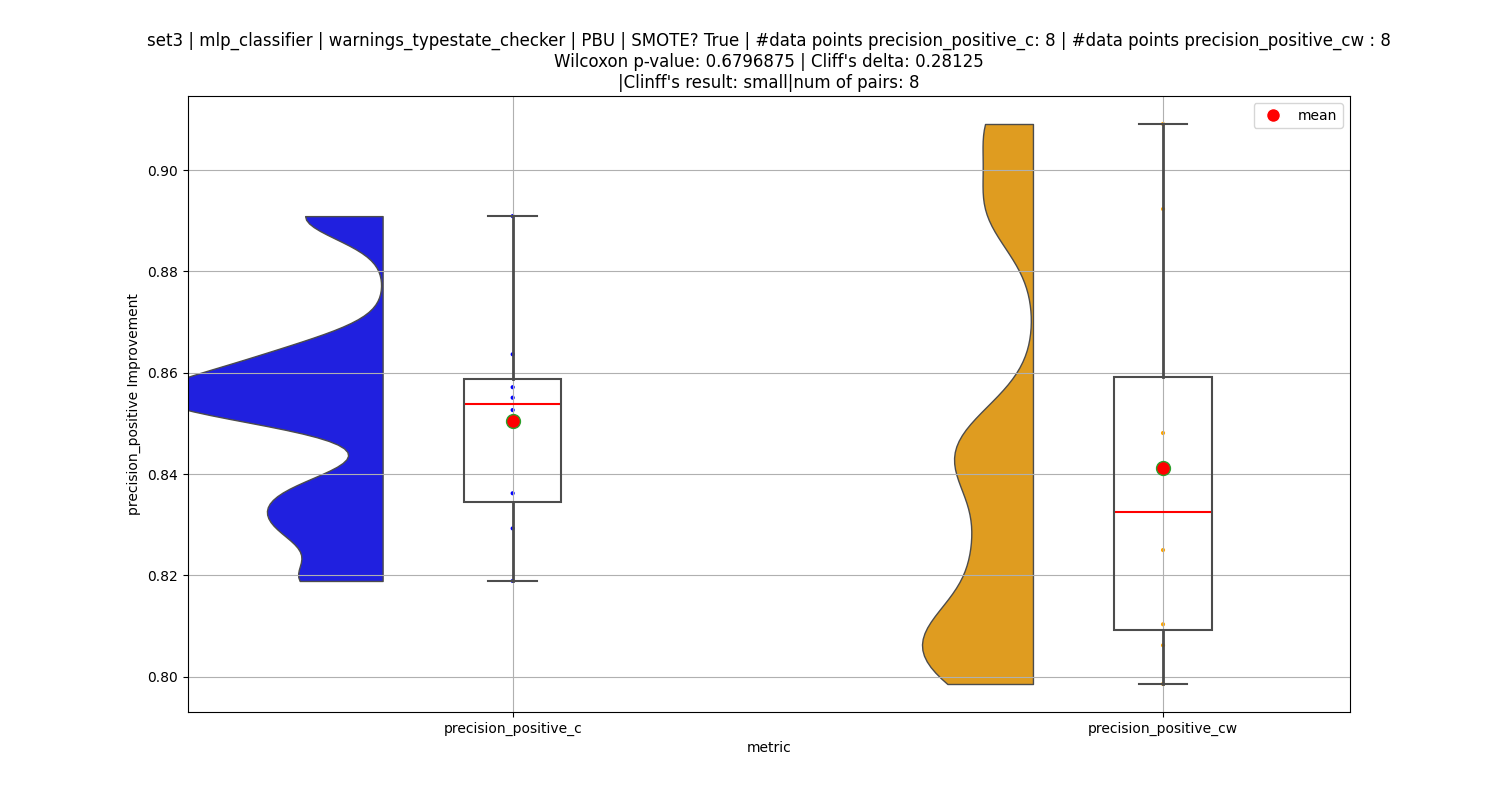 set3 | mlp_classifier | warnings_typestate_checker | PBU | SMOTE? True | #data points precision_positive_c: 8 | #data points precision_positive_cw : 8
Wilcoxon p-value: 0.6796875 | Cliff's delta: 0.28125
|Clinff's result: small|num of pairs: 8
mean
0.90
0.88
0.86
0.84
0.82
0.80
precision_positive Improvement
precision_positive_c
precision_positive_cw
metric